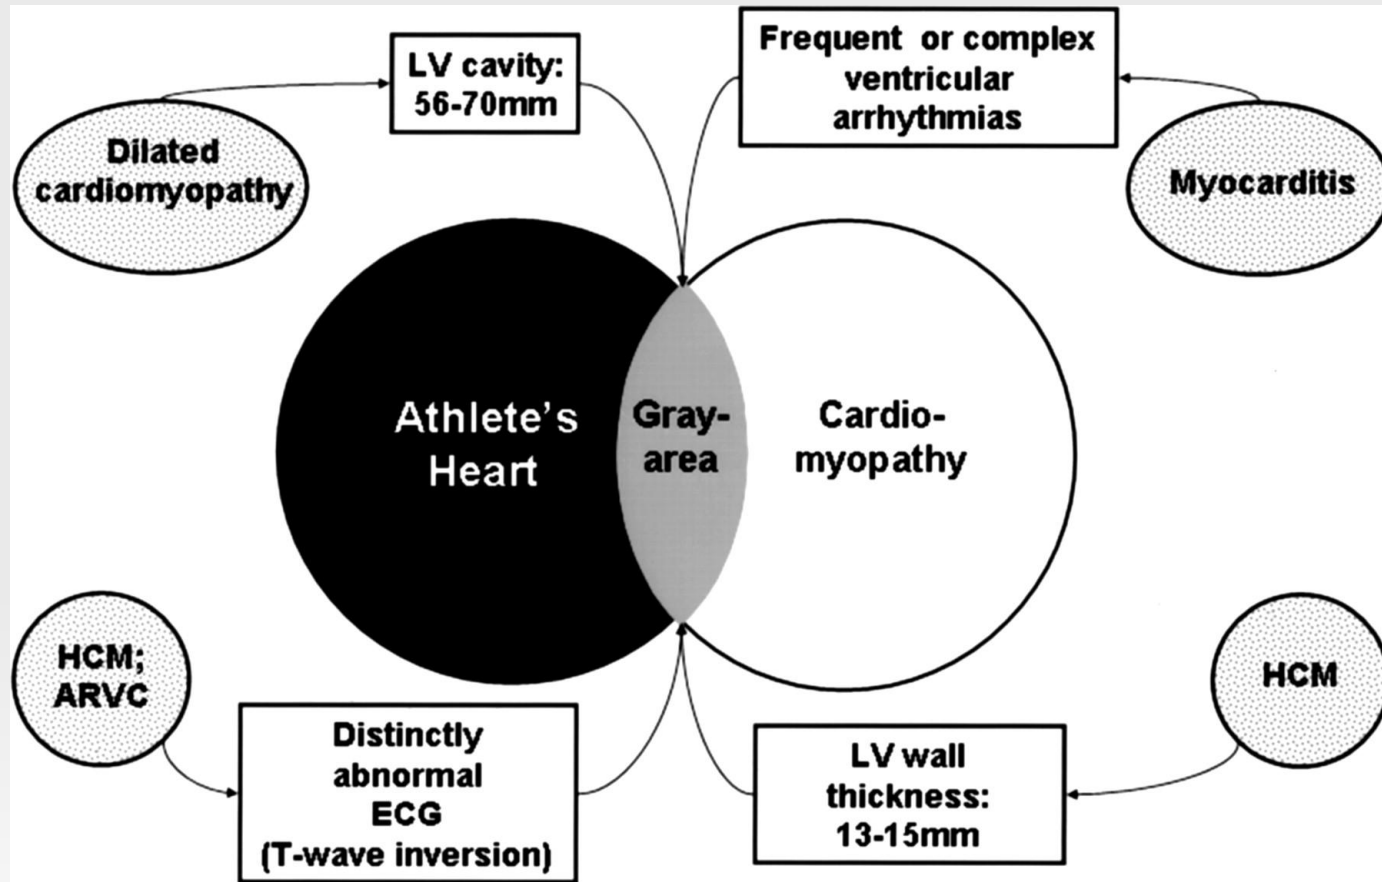 LV cavity:
56-70mm
Frequent or complex
ventricular
arrhythmias
Dilated
cardiomyopathy
Myocarditis
Athlete's
Heart
Gray-
area
Cardio-
myopathy
HCM;
ARVC
Distinctly
abnormal
ECG
(T-wave inversion)
LV wall
thickness:
13-15mm
HCM